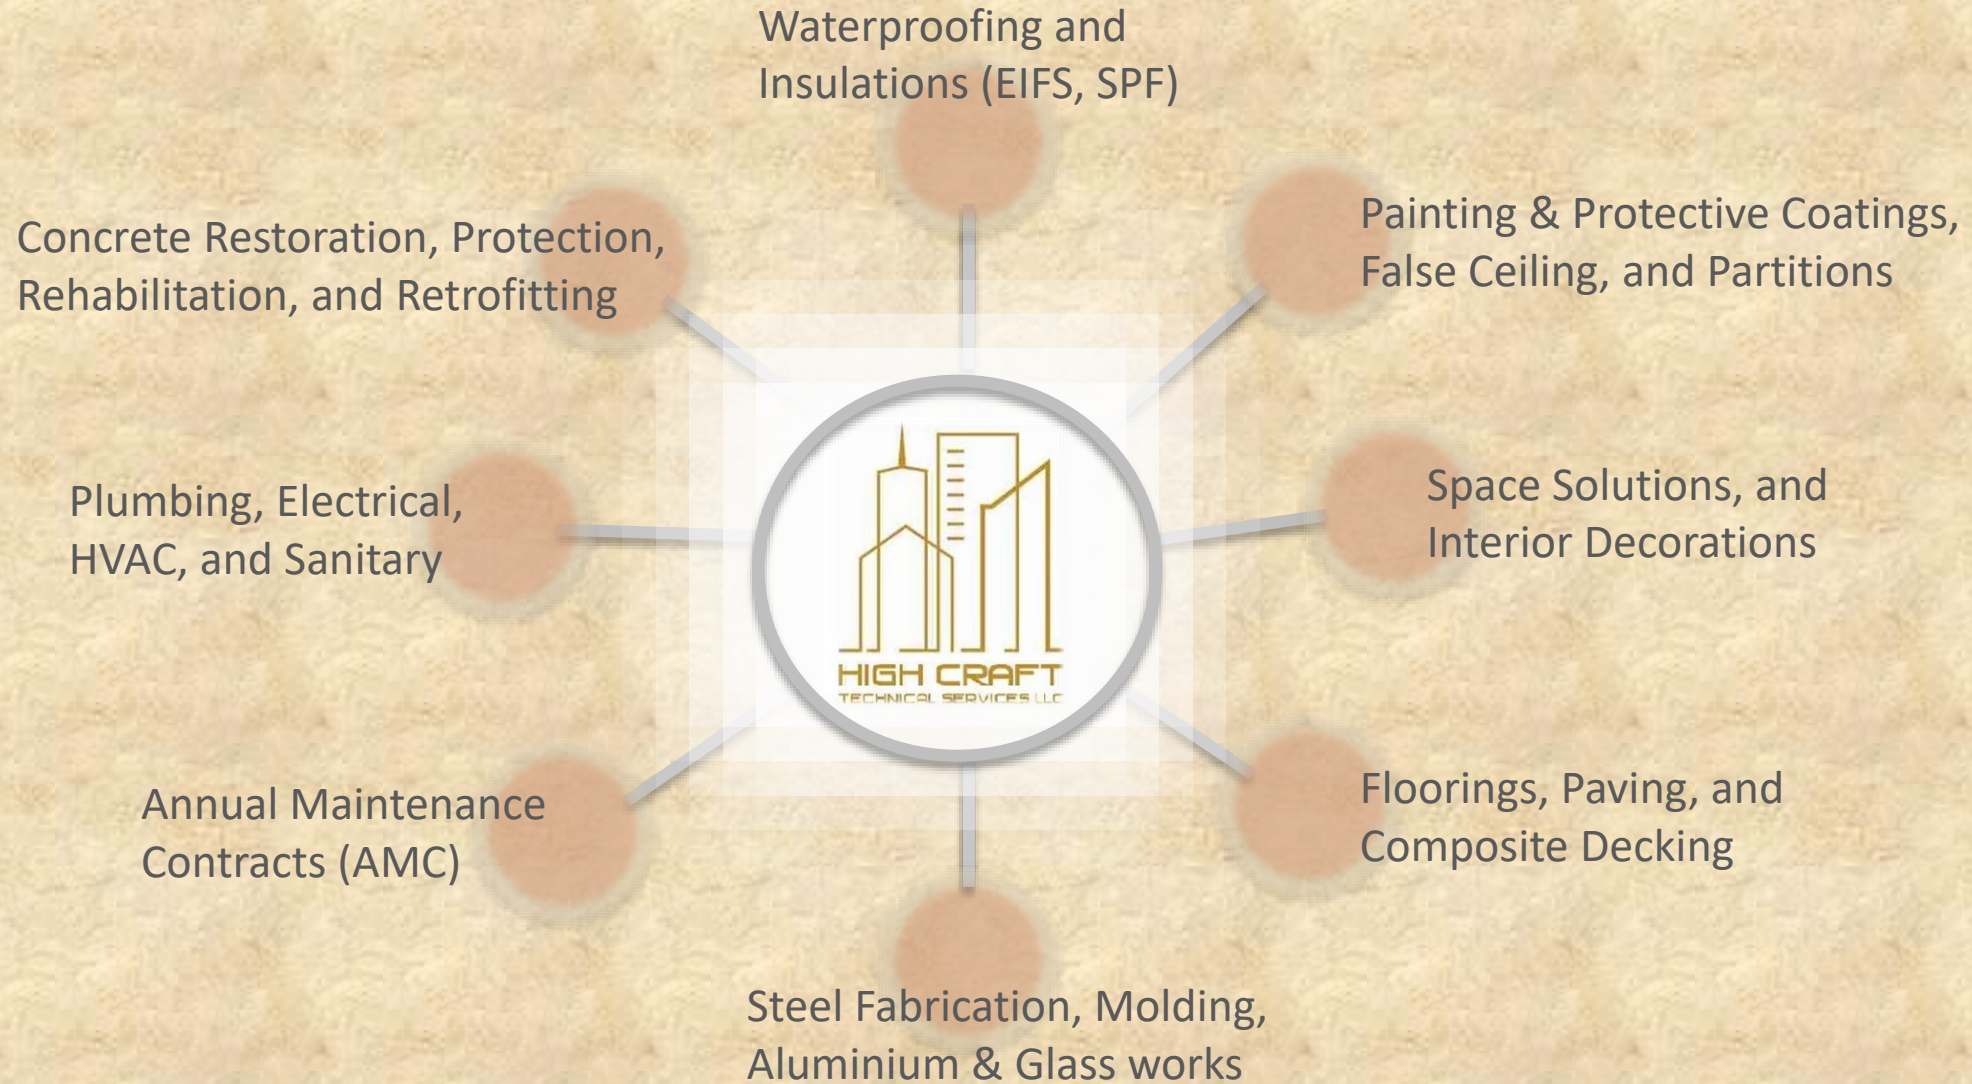 Waterproofing and
Insulations (EIFS, SPF)
Painting & Protective Coatings,
False Ceiling, and Partitions
Concrete Restoration, Protection,
Rehabilitation, and Retrofitting
Space Solutions, and
Interior Decorations
Plumbing, Electrical,
HVAC, and Sanitary
HIGH CRAFT
TECHNICAL SERVICES LLC
Floorings, Paving, and
Composite Decking
Annual Maintenance
Contracts (AMC)
Steel Fabrication, Molding,
Aluminium & Glass works